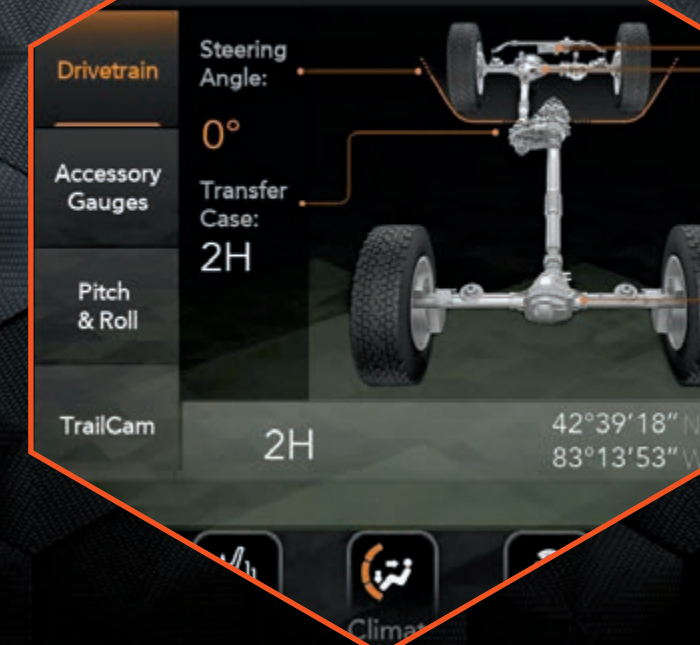 Drivetrain
Steering
Angle:
0°
Accessory
Gauges
Transfer
Case:
2H
Pitch
& Roll
TrailCam
2H
42°39'18" N
83°13'53" W